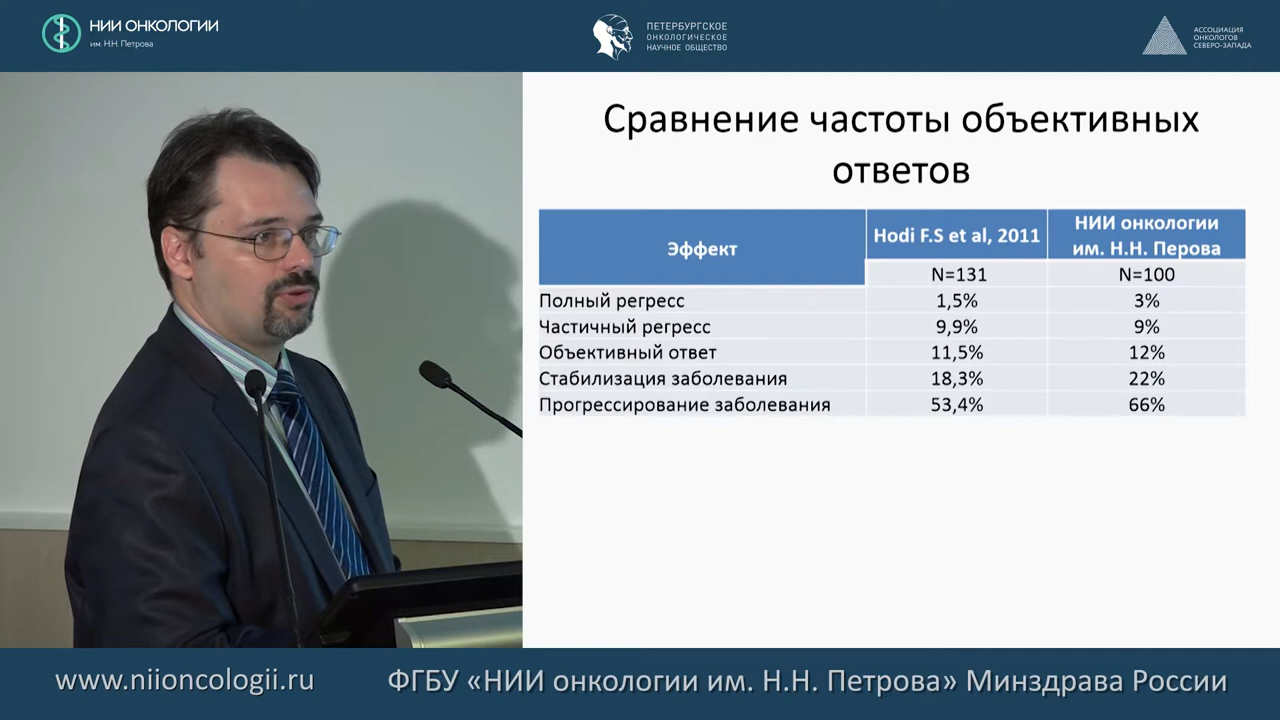 НИИ ОНКОЛОГИИ
им. Н.Н. Петрова
ПЕТЕРБУРГСКОЕ
ОНКОЛОГИЧЕСКОЕ
НАУЧНОЕ ОБЩЕСТВО
АССОЦИАЦИЯ
ОНКОЛОГОВ
СЕВЕРО-ЗАПАДА
Сравнение частоты объективных
ответов
Эффект
Hodi F.S et al, 2011
НИИ онкологии
им. Н.Н. Перова
N=131 N=100
Полный регресс 1,5% 3%
Частичный регресс 9,9% 9%
Объективный ответ 11,5% 12%
Стабилизация заболевания 18,3% 22%
Прогрессирование заболевания 53,4% 66%
www.niioncologii.ru
ФГБУ «НИИ онкологии им. Н.Н. Петрова» Минздрава России